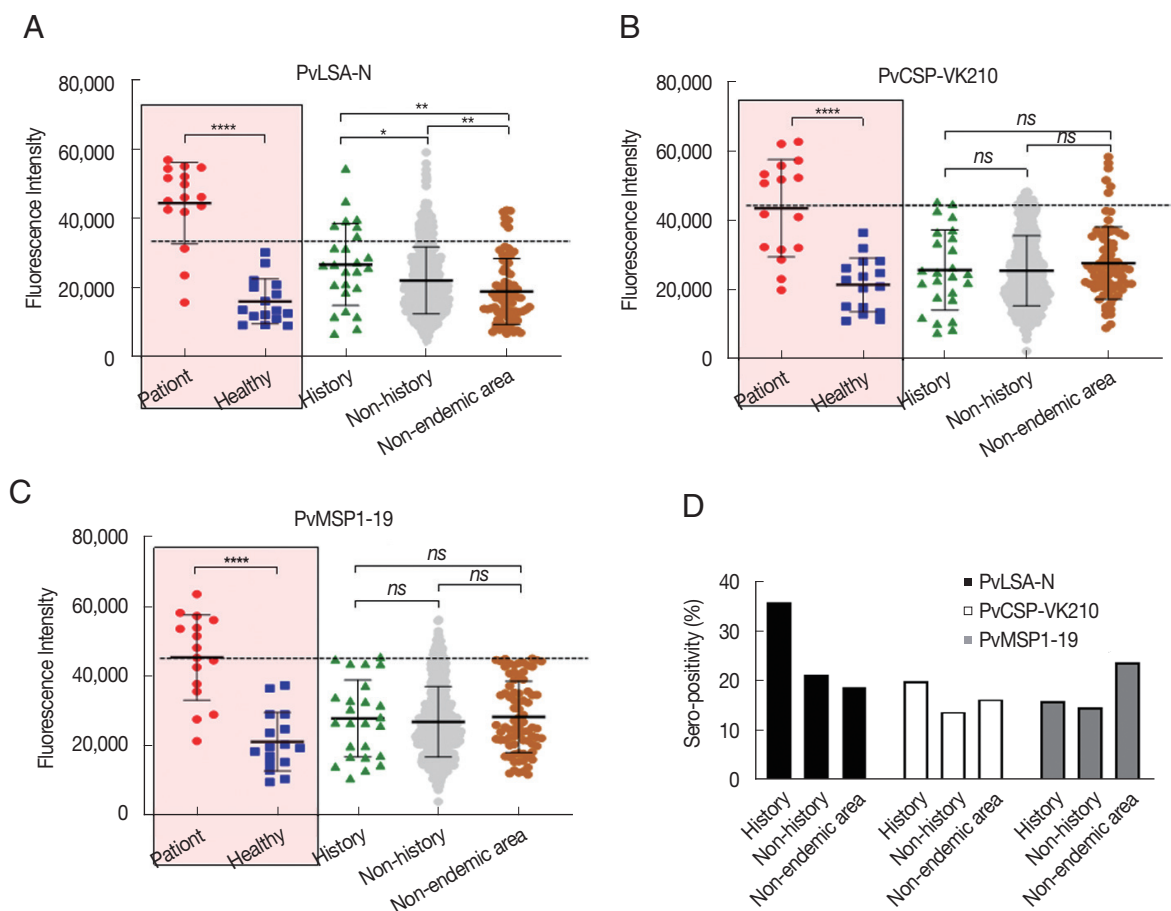 A
PvLSA-N
80,000
60,000
40,000
20,000
0
Fluorescence Intensity
****
**
*
**
Pationt
Healthy
History
Non-history
Non-endemic area
B
PvCSP-VK210
80,000
60,000
40,000
20,000
0
Fluorescence Intensity
****
ns
ns
ns
Pationt
Healthy
History
Non-history
Non-endemic area
C
PvMSP1-19
80,000
60,000
40,000
20,000
0
Fluorescence Intensity
****
ns
ns
ns
Pationt
Healthy
History
Non-history
Non-endemic area
D
40
30
20
10
0
Sero-positivity (%)
PvLSA-N
PvCSP-VK210
PvMSP1-19
History
Non-history
Non-endemic area
History
Non-history
Non-endemic area
History
Non-history
Non-endemic area